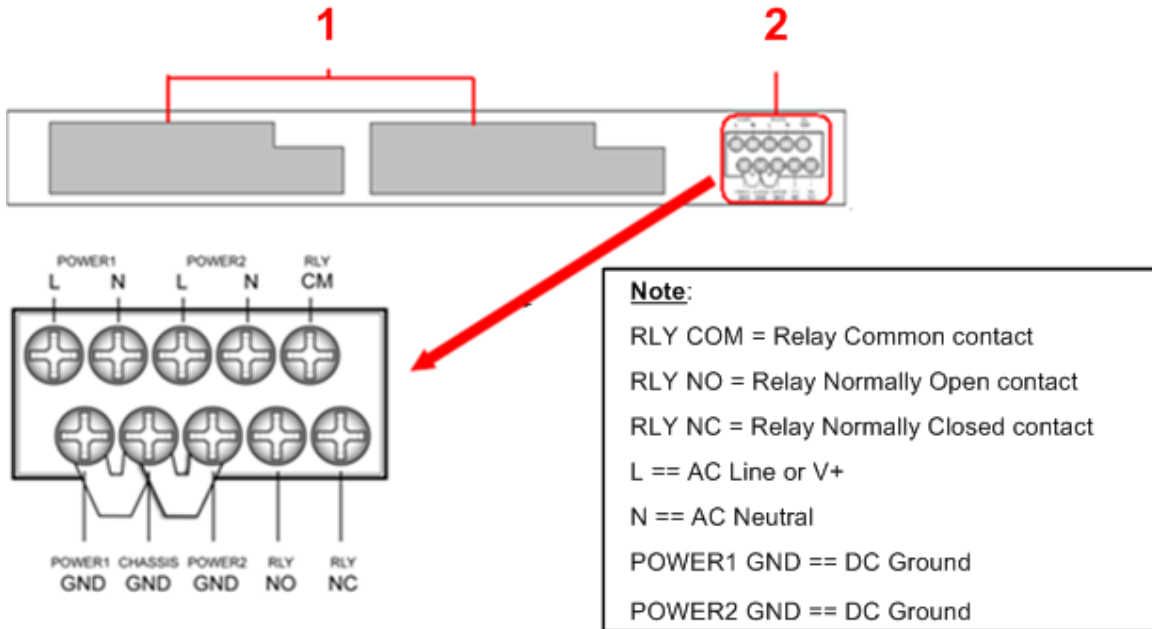 1
2
POWER1 POWER2 RLY
L N L N CM
POWER1 CHASSIS POWER2 RLY RLY
GND GND GND NO NC
Note:
RLY COM = Relay Common contact
RLY NO = Relay Normally Open contact
RLY NC = Relay Normally Closed contact
L == AC Line or V+
N == AC Neutral
POWER1 GND == DC Ground
POWER2 GND == DC Ground